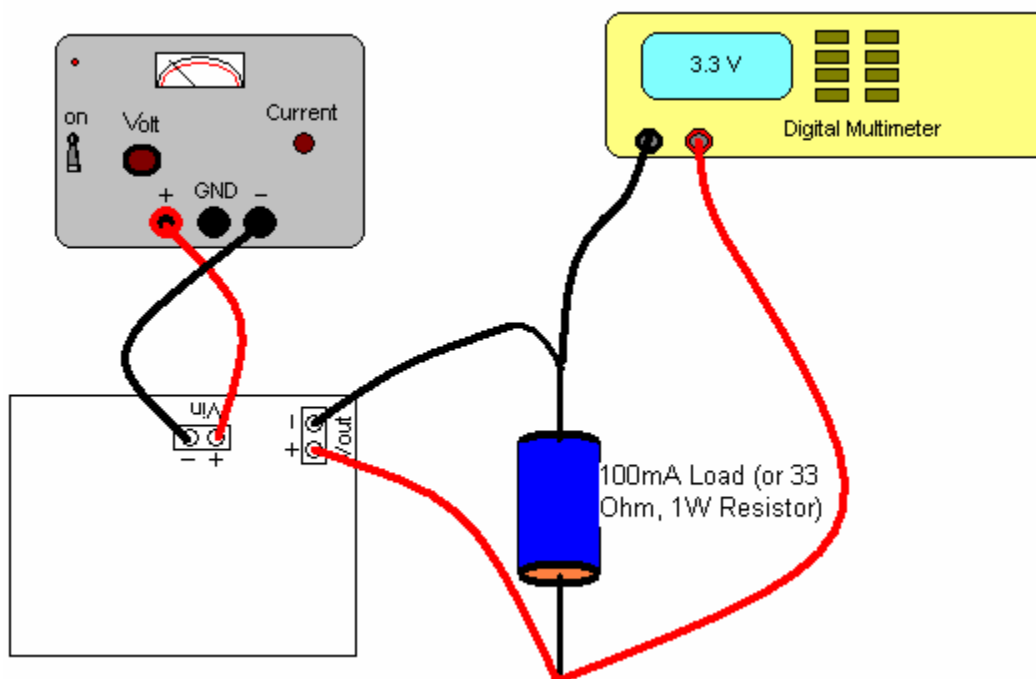 on
Volt
Current
+
GND
−
3.3 V
Digital Multimeter
Vin
−
+
−
+
Vout
100mA Load (or 33
Ohm, 1W Resistor)